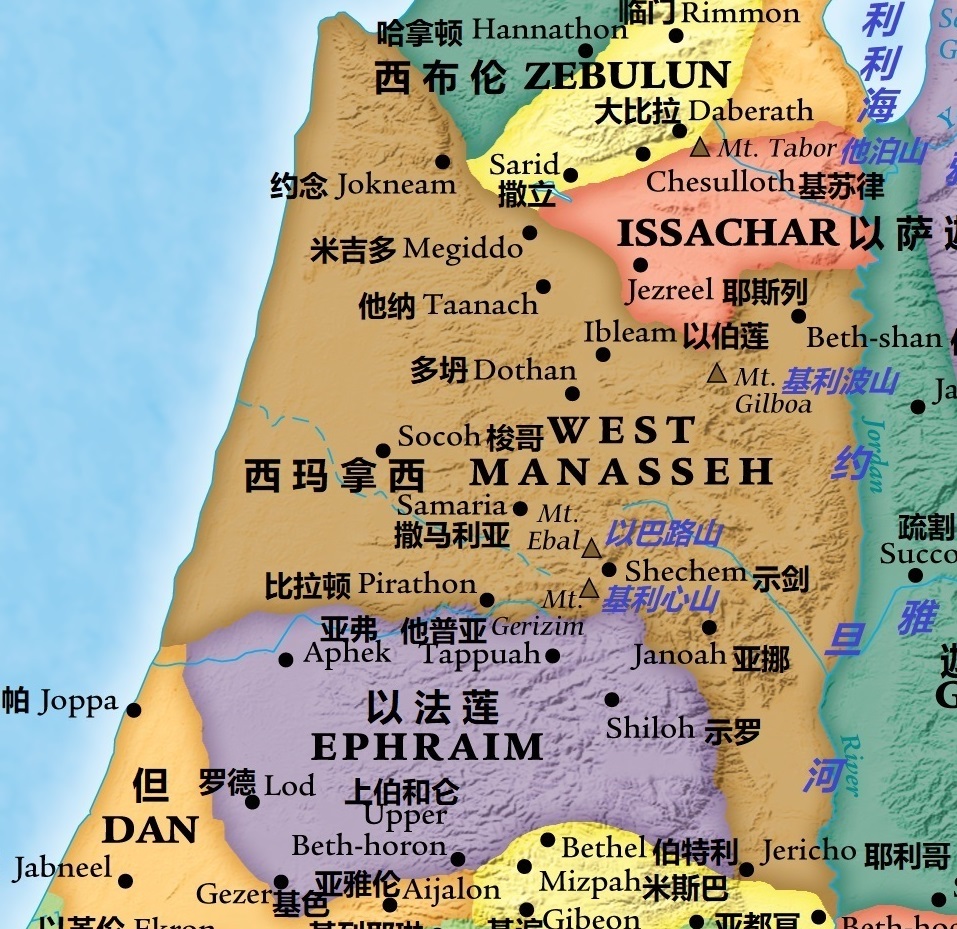 临门 Rimmon
哈拿顿 Hannathon
西布伦 ZEBULUN
利
利
海
大比拉 Daberath
Mt. Tabor 他泊山
Sarid
撒立
Chesulloth 基苏律
约念 Jokneam
ISSACHAR 以萨
米吉多 Megiddo
Jezreel 耶斯列
他纳 Taanach
Ibleam 以伯莲
Beth-shan
多坍 Dothan
Mt. 基利波山
Gilboa
Socoh 梭哥
WEST
西玛拿西 MANASSEH
约
Jordan
Samaria
撒马利亚
Mt.
Ebal 以巴路山
疏割
Succo
比拉顿 Pirathon
Shechem 示剑
Mt. 基利心山
Gerizim
雅
旦
亚弗 他普亚
Aphek Tappuah
Janoah 亚挪
帕 Joppa
以法莲
EPHRAIM
Shiloh 示罗
River
河
但
DAN
罗德 Lod
上伯和仑
Upper
Beth-horon
Bethel 伯特利
Jericho 耶利哥
Jabneel
Gezer
基色
亚雅伦 Aijalon
Mizpah 米斯巴
Ekron
Gibeon